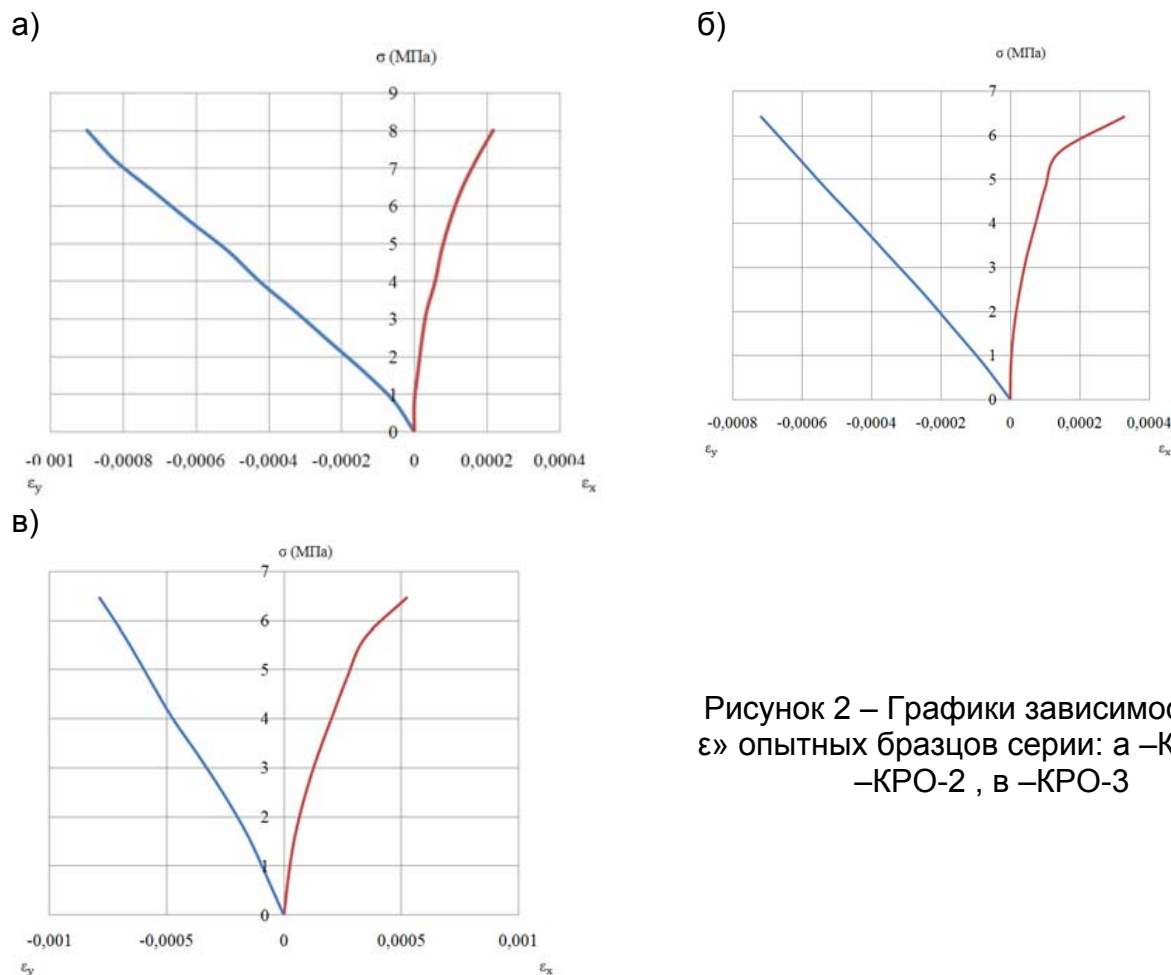 а)
σ (МПа)
9
8
7
6
5
4
3
2
1
0
-0 001 -0,0008 -0,0006 -0,0004 -0,0002 0 0,0002 0,0004
εy εx
б)
σ (МПа)
7
6
5
4
3
2
1
0
-0,0008 -0,0006 -0,0004 -0,0002 0 0,0002 0,0004
εy εx
в)
σ (МПа)
7
6
5
4
3
2
1
0
-0,001 -0,0005 0 0,0005 0,001
εy εx
Рисунок 2 – Графики
ε» опытных бразцов серии: а
–КРО-2 , в –КРО-3